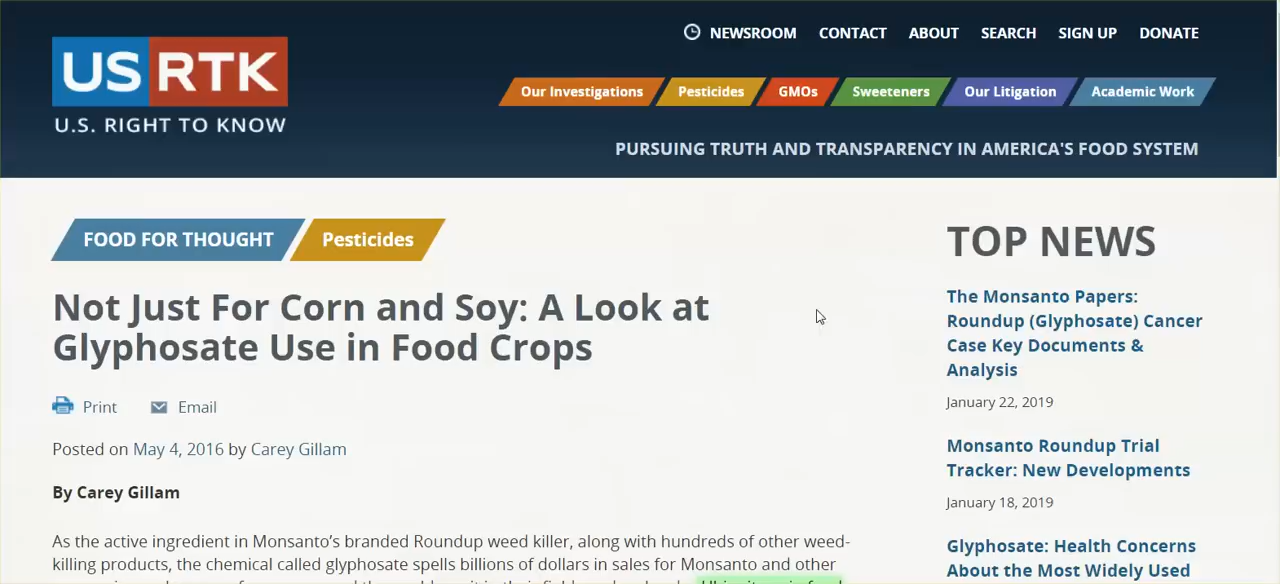 NEWSROOM CONTACT ABOUT SEARCH SIGN UP DONATE
US RTK
U.S. RIGHT TO KNOW
Our Investigations Pesticides GMOs Sweeteners Our Litigation Academic Work
PURSUING TRUTH AND TRANSPARENCY IN AMERICA'S FOOD SYSTEM
FOOD FOR THOUGHT Pesticides
Not Just For Corn and Soy: A Look at
Glyphosate Use in Food Crops
Print Email
Posted on May 4, 2016 by Carey Gillam
By Carey Gillam
As the active ingredient in Monsanto’s branded Roundup weed killer, along with hundreds of other weed-
killing products, the chemical called glyphosate spells billions of dollars in sales for Monsanto and other
TOP NEWS
The Monsanto Papers:
Roundup (Glyphosate) Cancer
Case Key Documents &
Analysis
January 22, 2019
Monsanto Roundup Trial
Tracker: New Developments
January 18, 2019
Glyphosate: Health Concerns
About the Most Widely Used